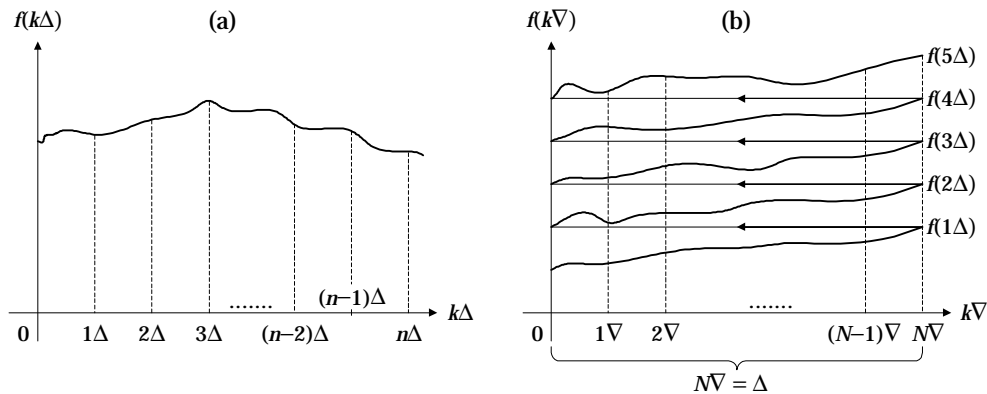 f(kΔ)
(a)
0
1Δ
2Δ
3Δ
.......
(n–2)Δ
(n–1)Δ
nΔ
kΔ
f(k∇)
(b)
f(5Δ)
f(4Δ)
f(3Δ)
f(2Δ)
f(1Δ)
0
1∇
2∇
.......
(N–1)∇
N∇
k∇
N∇ = Δ